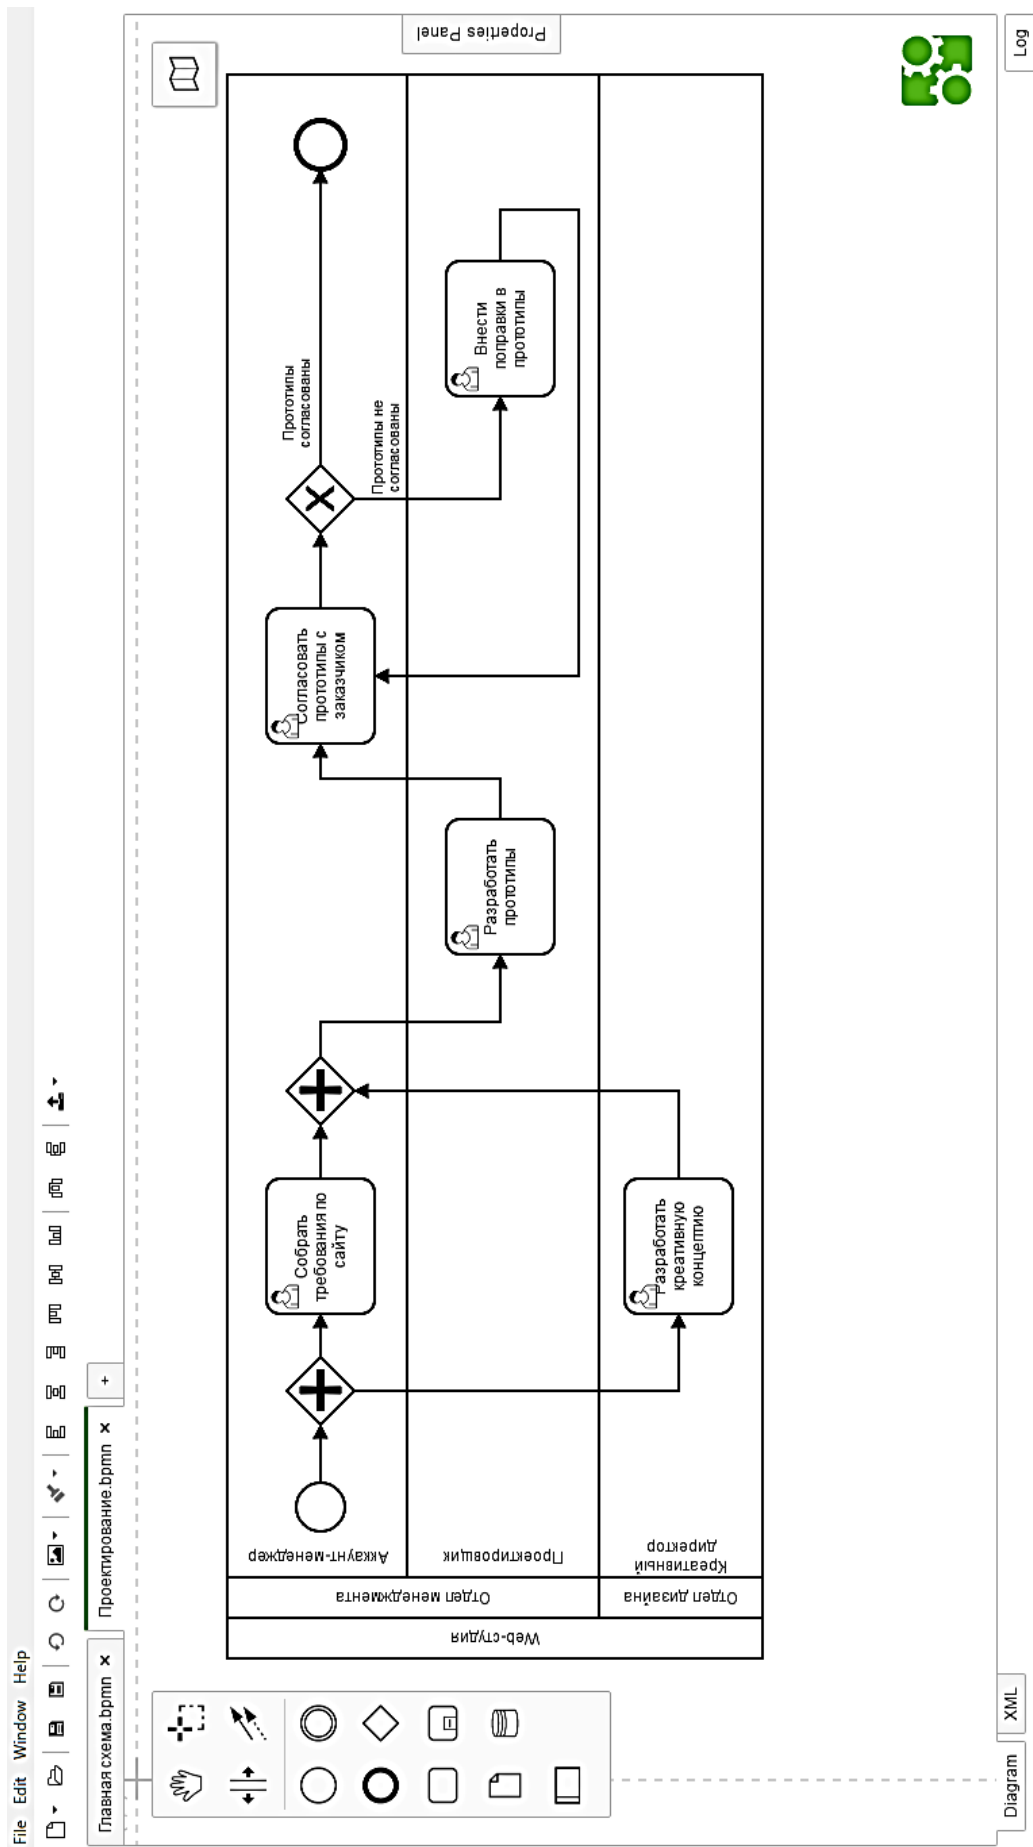 File Edit Window Help
Главная схема.bpmn ×
Проектирование.bpmn ×
+
Web-студия
Отдел менеджмента
Отдел дизайна
Аккаунт-менеджер
Проектировщик
Креативный
директор
Собрать
требования по
сайту
Разработать
креативную
концептию
Разработать
прототипы
Согласовать
прототипы с
заказчиком
Прототипы
согласованы
Прототипы не
согласованы
Внести
поправки в
прототипы
Properties Panel
Diagram
XML
Log